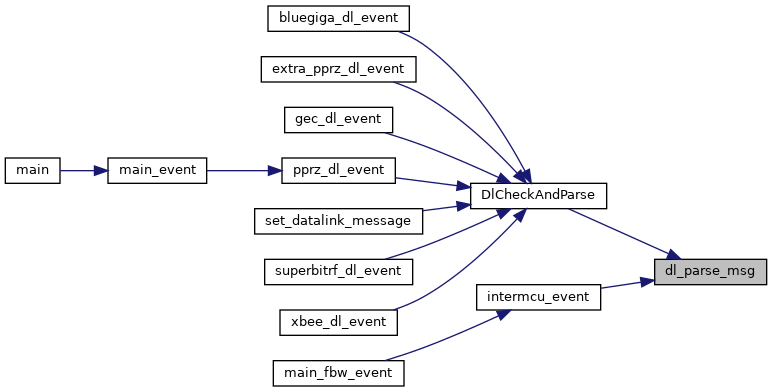 bluegiga_dl_event
extra_pprz_dl_event
gec_dl_event
main
main_event
pprz_dl_event
DlCheckAndParse
set_datalink_message
superbitrf_dl_event
dl_parse_msg
intermcu_event
xbee_dl_event
main_fbw_event